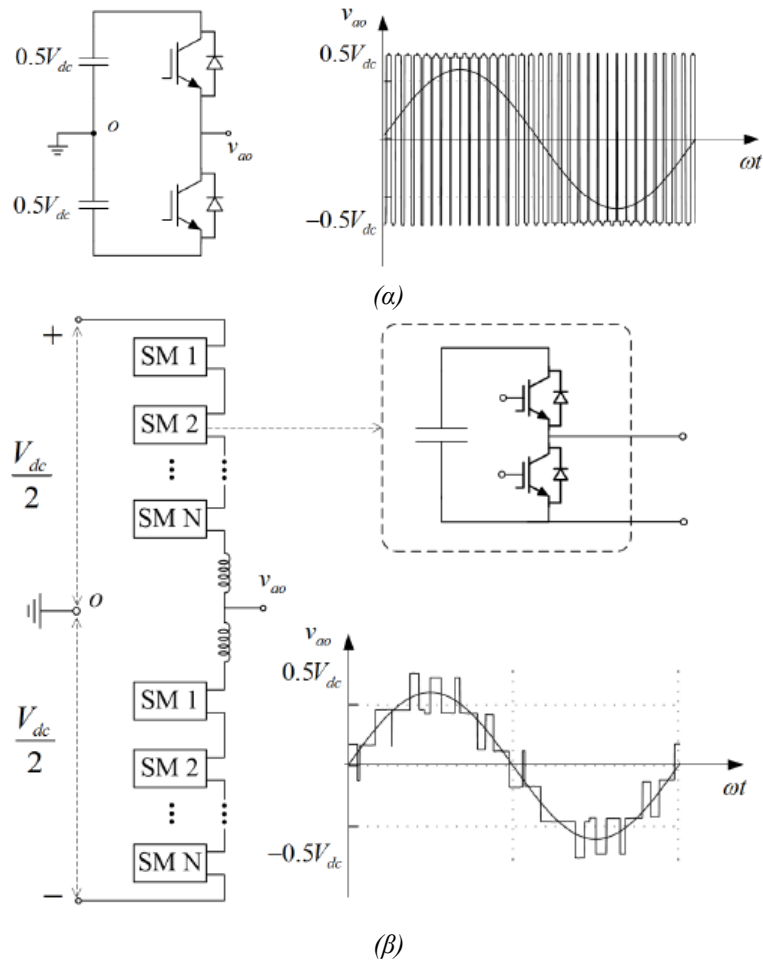 0.5V_dc
o
0.5V_dc
v_ao
v_ao
0.5V_dc
−0.5V_dc
ωt
(α)
+
SM 1
SM 2
SM N
V_dc
2
o
v_ao
V_dc
2
SM 1
SM 2
SM N
−
v_ao
0.5V_dc
−0.5V_dc
ωt
(β)